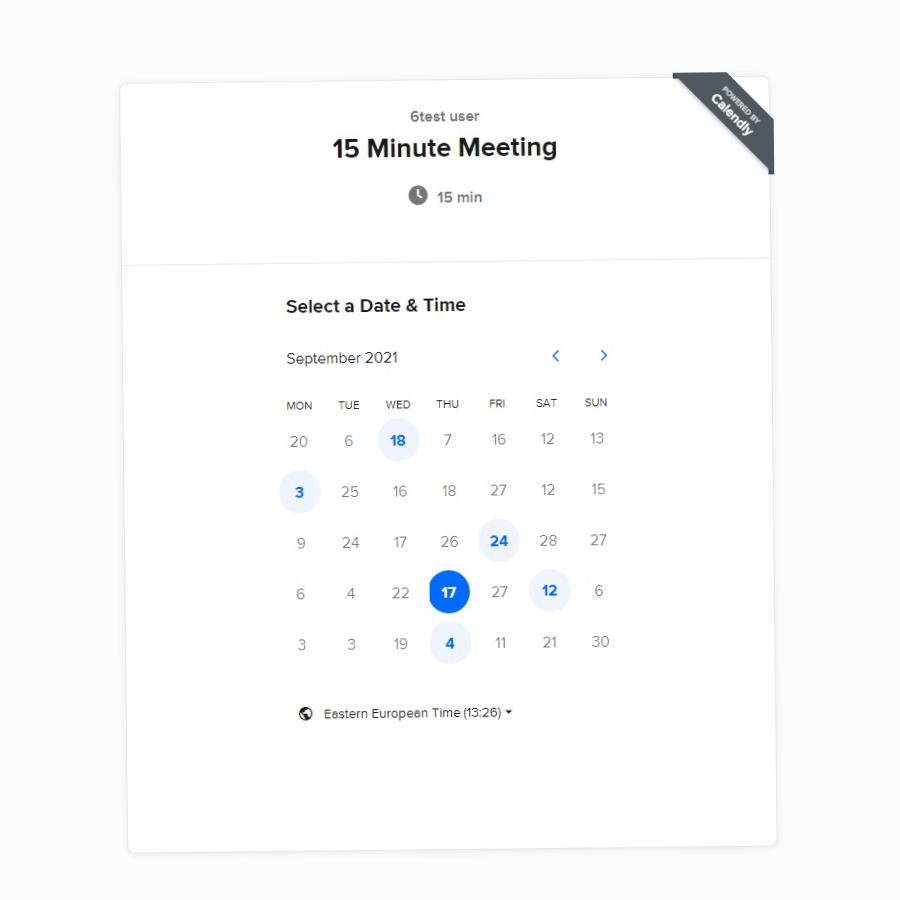 POWERED BY
Calendly
6test user
15 Minute Meeting
15 min
Select a Date & Time
September 2021
MON TUE WED THU FRI SAT SUN
20 6 18 7 16 12 13
3 25 16 18 27 12 15
9 24 17 26 24 28 27
6 4 22 17 27 12 6
3 3 19 4 11 21 30
Eastern European Time (13:26)